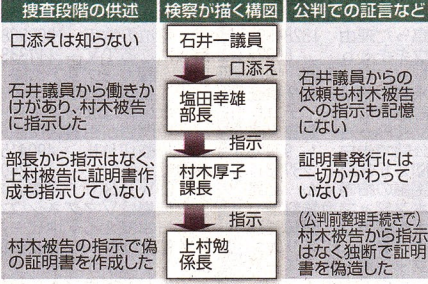 捜査段階の供述
検察が描く構図
公判での証言など
口添えは知らない
石井一議員
口添え
石井議員から働きか
けがあり、村木被告
に指示した
塩田幸雄
部長
石井議員からの
依頼も村木被告
への指示も記憶
にない
指示
部長から指示はなく、
上村被告に証明書作
成も指示していない
村木厚子
課長
証明書発行には
一切かかわって
いない
指示
村木被告の指示で偽
の証明書を作成した
上村勉
係長
(公判前整理手続きで)
村木被告から指示
はなく独断で証明
書を偽造した